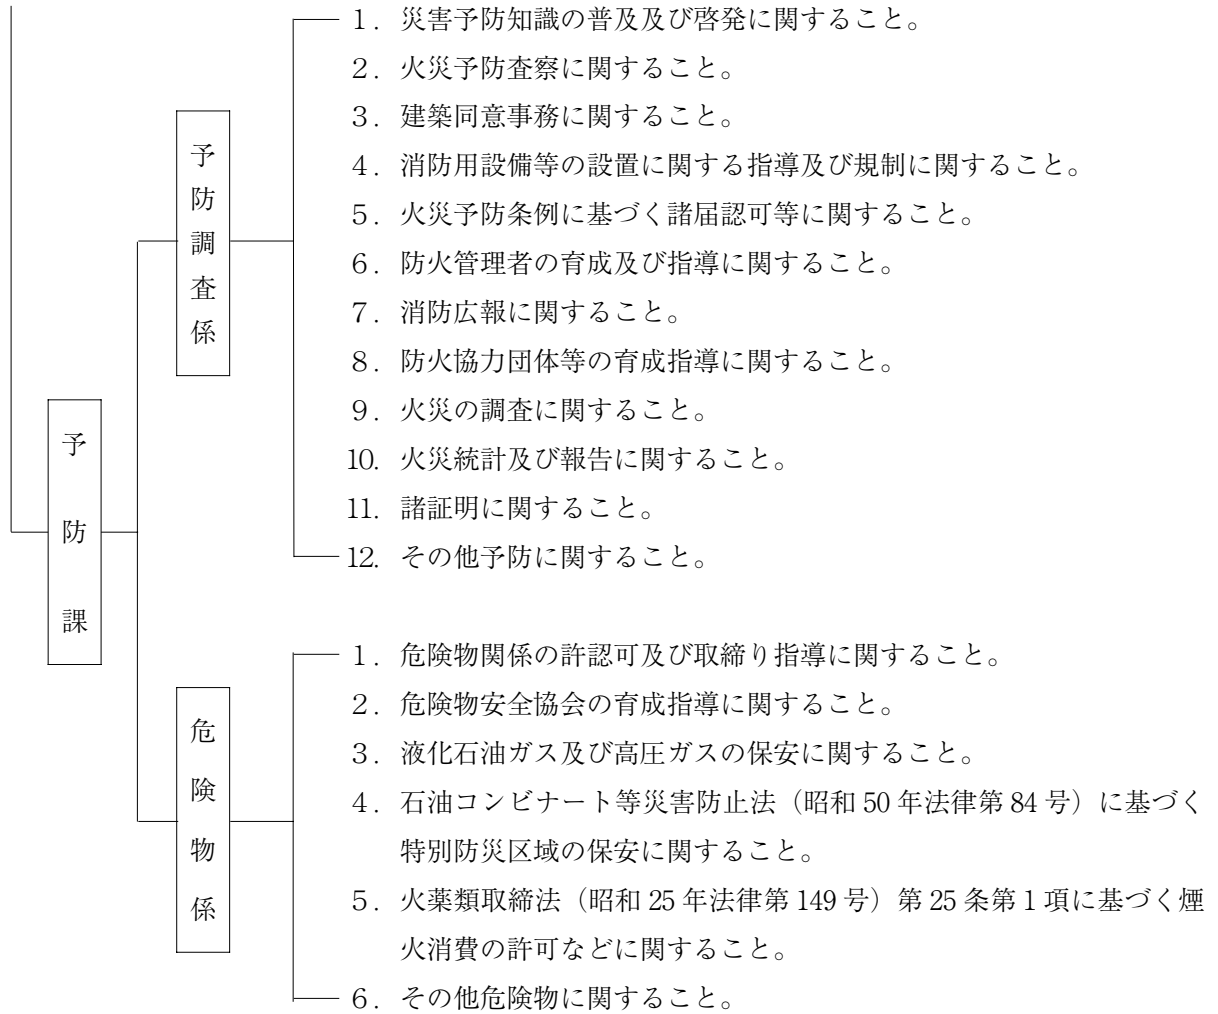 予防課
予防調査係
1. 災害予防知識の普及及び啓発に関すること。
2. 火災予防査察に関すること。
3. 建築同意事務に関すること。
4. 消防用設備等の設置に関する指導及び規制に関すること。
5. 火災予防条例に基づく諸届認可等に関すること。
6. 防火管理者の育成及び指導に関すること。
7. 消防広報に関すること。
8. 防火協力団体等の育成指導に関すること。
9. 火災の調査に関すること。
10. 火災統計及び報告に関すること。
11. 諸証明に関すること。
12. その他予防に関すること。
危険物係
1. 危険物関係の許認可及び取締り指導に関すること。
2. 危険物安全協会の育成指導に関すること。
3. 液化石油ガス及び高圧ガスの保安に関すること。
4. 石油コンビナート等災害防止法（昭和 50 年法律第 84 号）に基づく
特別防災区域の保安に関すること。
5. 火薬類取締法（昭和 25 年法律第 149 号）第 25 条第 1 項に基づく煙
火消費の許可などに関すること。
6. その他危険物に関すること。